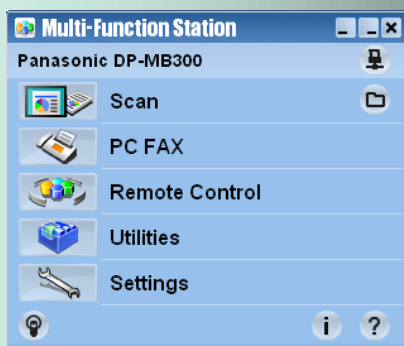 Multi-Function Station
Panasonic DP-MB300
Scan
PC FAX
Remote Control
Utilities
Settings
i ?